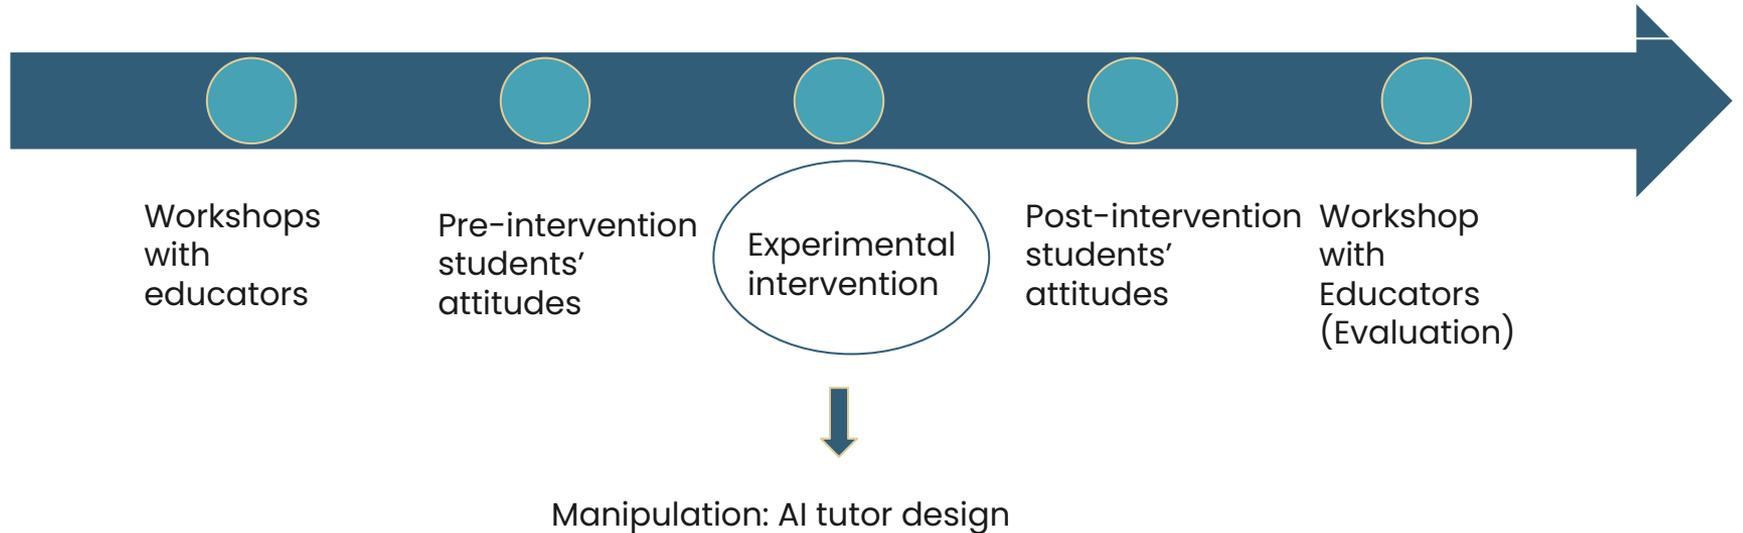 Workshops
with
educators
Pre-intervention
students’
attitudes
Experimental
intervention
Post-intervention
students’
attitudes
Workshop
with
Educators
(Evaluation)
Manipulation: AI tutor design